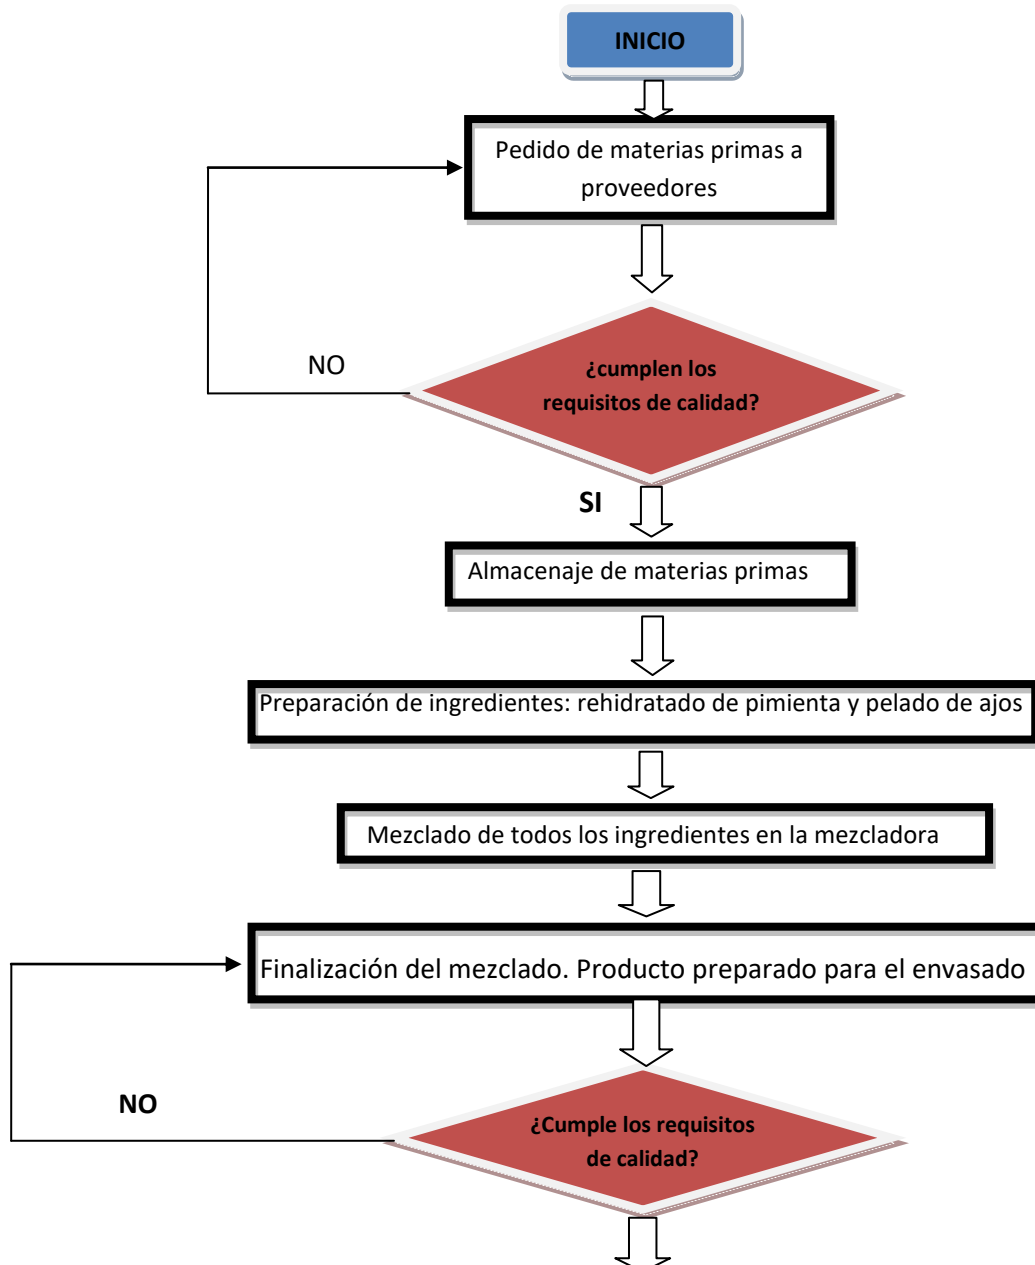 INICIO
Pedido de materias primas a
proveedores
NO
¿cumplen los
requisitos de calidad?
SI
Almacenaje de materias primas
Preparación de ingredientes: rehidratado de pimienta y pelado de ajos
Mezclado de todos los ingredientes en la mezcladora
Finalización del mezclado. Producto preparado para el envasado
NO
¿Cumple los requisitos
de calidad?